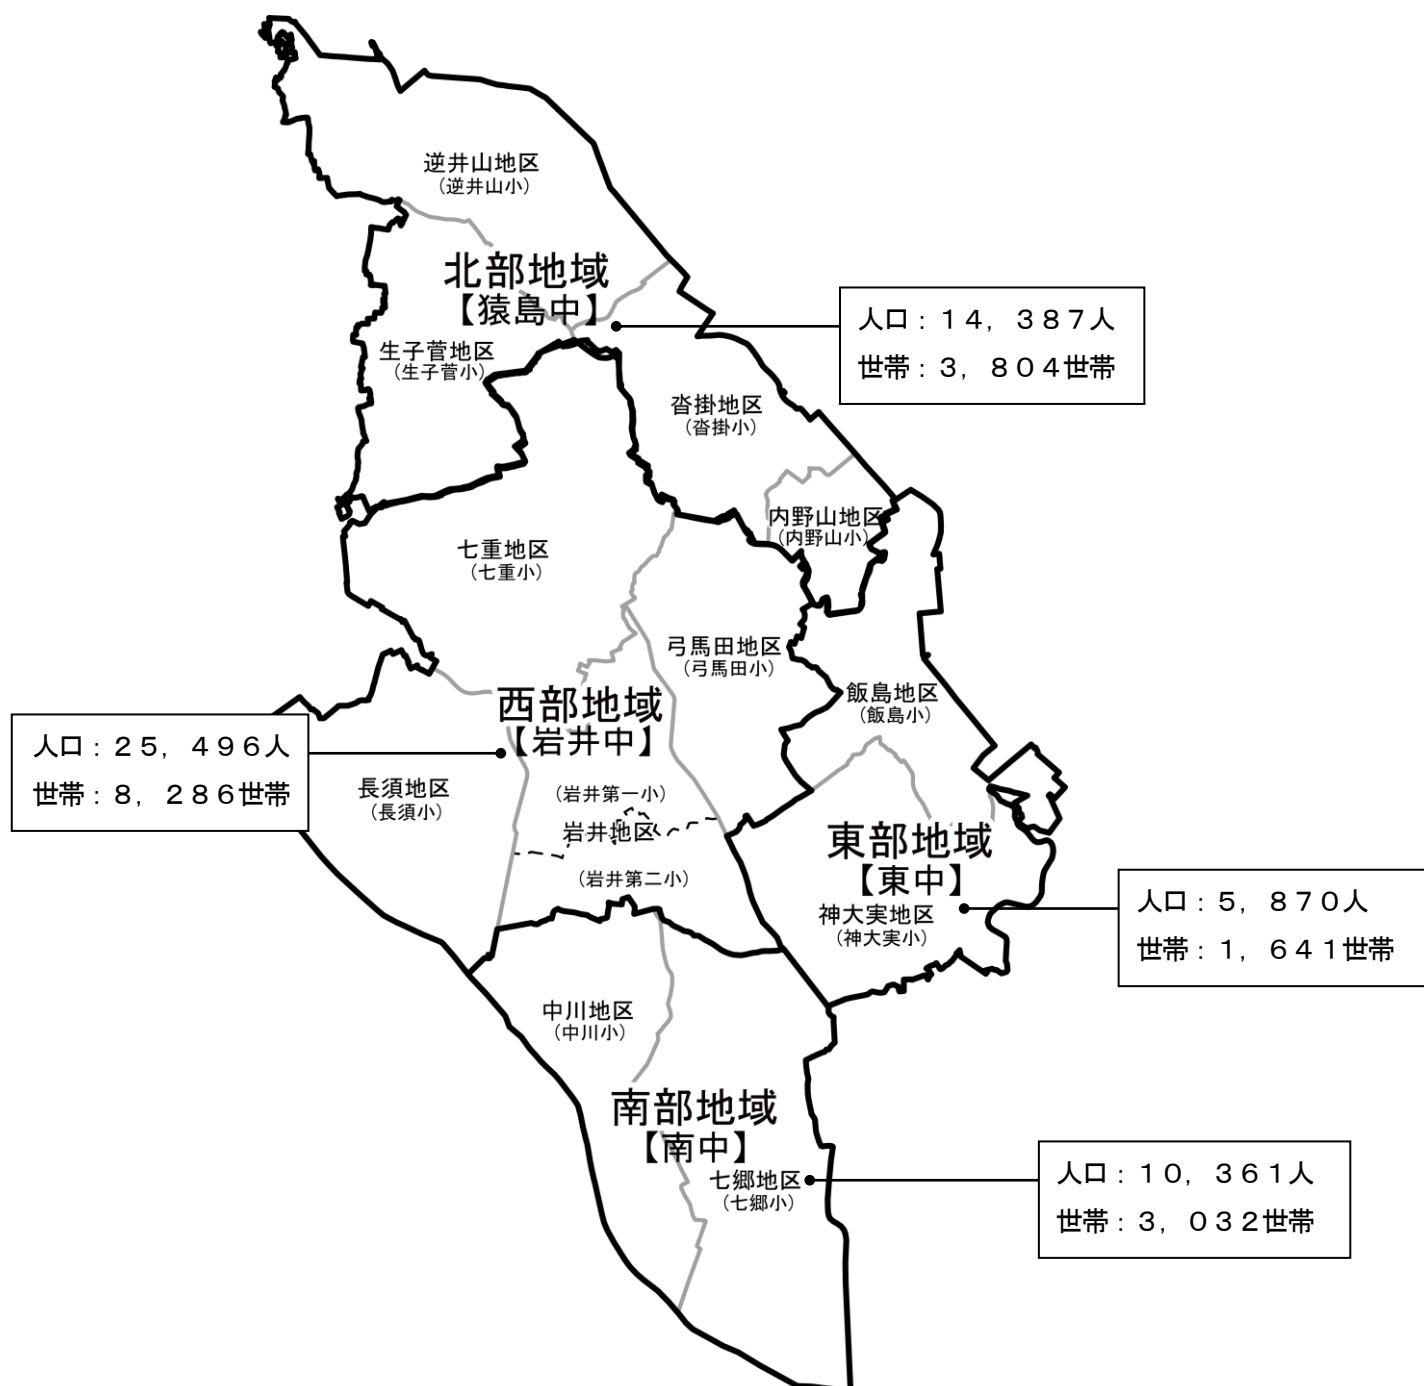 逆井山地区
（逆井山小）
北部地域
【猿島中】
人口：１４，３８７人
世帯：３，８０４世帯
生子菅地区
（生子菅小）
沓掛地区
（沓掛小）
内野山地区
（内野山小）
七重地区
（七重小）
弓馬田地区
（弓馬田小）
飯島地区
（飯島小）
西部地域
【岩井中】
人口：２５，４９６人
世帯：８，２８６世帯
長須地区
（長須小）
（岩井第一小）
岩井地区
（岩井第二小）
東部地域
【東中】
神大実地区
（神大実小）
人口：５，８７０人
世帯：１，６４１世帯
中川地区
（中川小）
南部地域
【南中】
七郷地区
（七郷小）
人口：１０，３６１人
世帯：３，０３２世帯